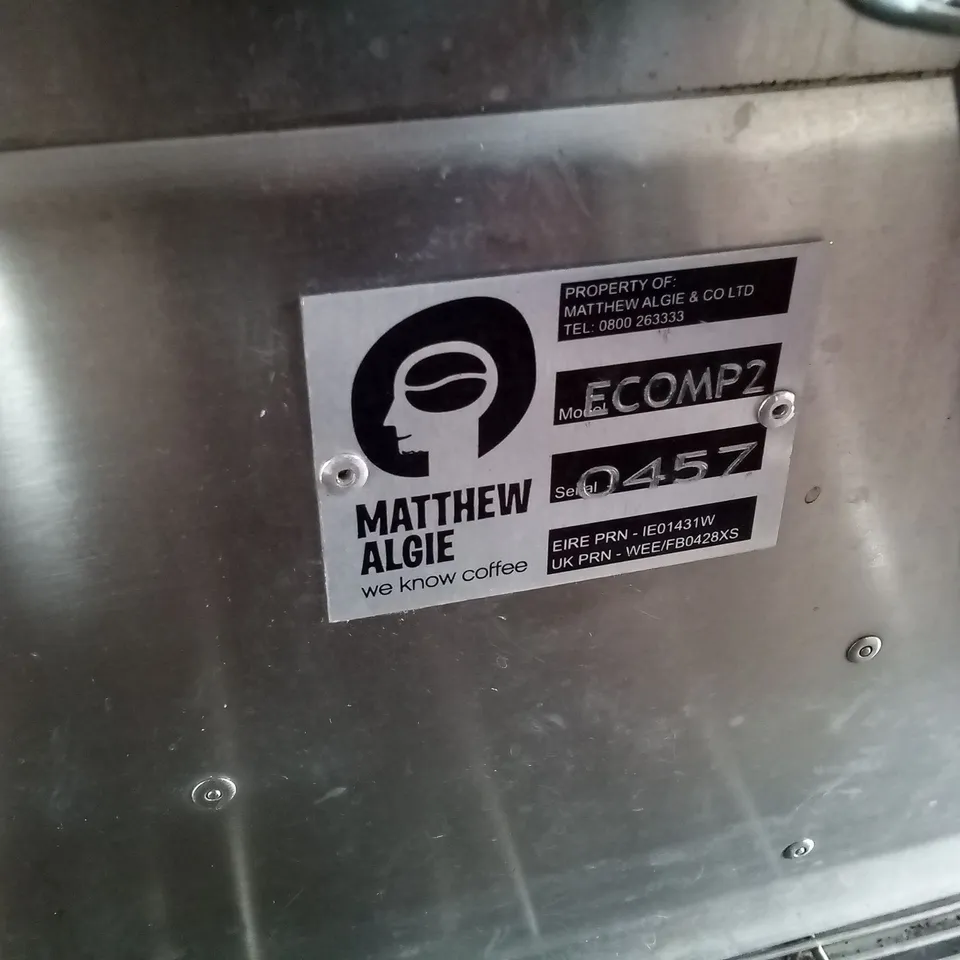 MATTHEW
ALGIE
we know coffee
PROPERTY OF:
MATTHEW ALGIE & CO LTD
TEL: 0800 263333
Model ECOMP2
Serial 0457
EIRE PRN - IE01431W
UK PRN - WEE/FB0428XS